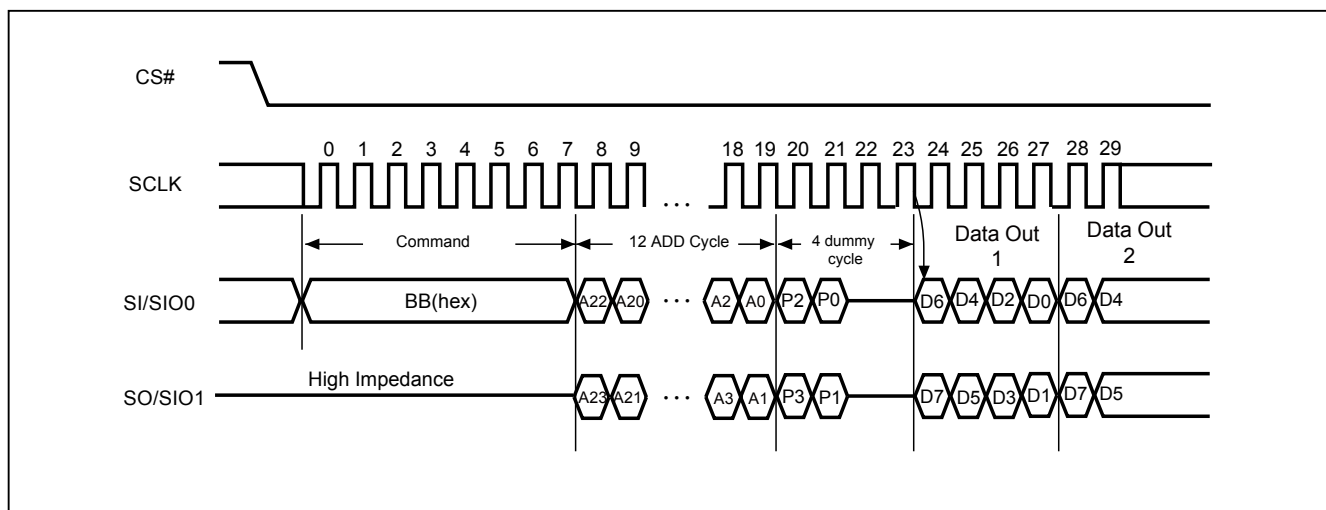 CS#
0 1 2 3 4 5 6 7 8 9 18 19 20 21 22 23 24 25 26 27 28 29
SCLK
...
Command
12 ADD Cycle
4 dummy
cycle
Data Out
1
Data Out
2
SI/SIO0
BB(hex)
A22 A20 ... A2 A0 P2 P0 D6 D4 D2 D0 D6 D4
High Impedance
SO/SIO1
A23 A21 ... A3 A1 P3 P1 D7 D5 D3 D1 D7 D5